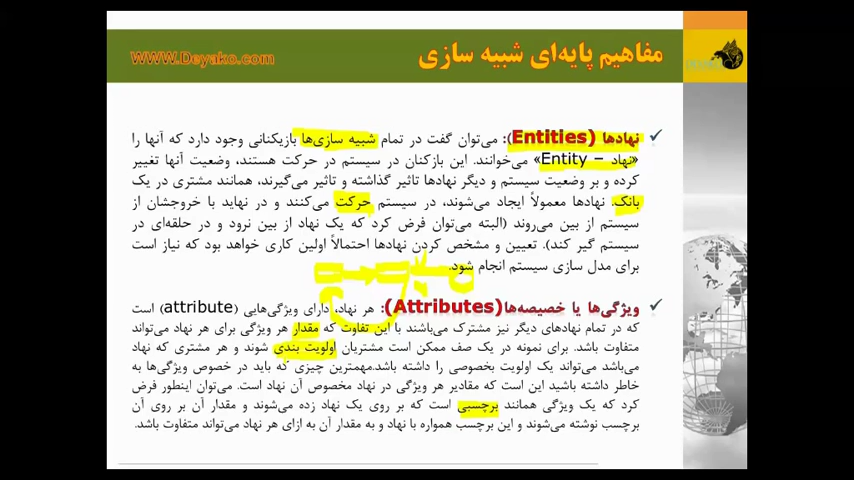 مفاهیم پایه‌ای شبیه سازی
WWW.Deyako.com
نهادها (Entities): می‌توان گفت در تمام شبیه سازی‌ها بازیکنانی وجود دارد که آنها را
«نهاد – Entity» می‌خوانند. این بازکنان در سیستم در حرکت هستند، وضعیت آنها تغییر
کرده و بر وضعیت سیستم و دیگر نهادها تاثیر گذاشته و تاثیر می‌گیرند، همانند مشتری در یک
بانک. نهادها معمولاً ایجاد می‌شوند، در سیستم حرکت می‌کنند و در نهاید با خروجشان از
سیستم از بین می‌روند (البته می‌توان فرض کرد که یک نهاد از بین نرود و در حلقه‌ای در
سیستم گیر کند). تعیین و مشخص کردن نهادها احتمالاً اولین کاری خواهد بود که نیاز است
برای مدل سازی سیستم انجام شود.
ویژگی‌ها یا خصیصه‌ها(Attributes): هر نهاد، دارای ویژگی‌هایی (attribute) است
که در تمام نهادهای دیگر نیز مشترک می‌باشند با این تفاوت که مقدار هر ویژگی برای هر نهاد می‌تواند
متفاوت باشد. برای نمونه در یک صف ممکن است مشتریان اولویت بندی شوند و هر مشتری که نهاد
می‌باشد می‌تواند یک اولویت بخصوصی را داشته باشد.مهمترین چیزی که باید در خصوص ویژگی‌ها به
خاطر داشته باشید این است که مقادیر هر ویژگی در نهاد مخصوص آن نهاد است. می‌توان اینطور فرض
کرد که یک ویژگی همانند برچسبی است که بر روی یک نهاد زده می‌شوند و مقدار آن بر روی آن
برچسب نوشته می‌شوند و این برچسب همواره با نهاد و به مقدار آن به ازای هر نهاد می‌تواند متفاوت باشد.